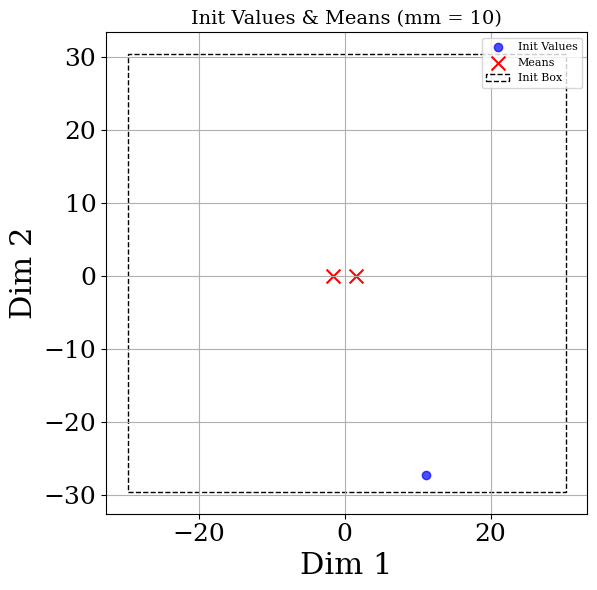 Init Values & Means (mm = 10)
Init Values
Means
Init Box
30
20
10
0
−10
−20
−30
Dim 2
−20
0
20
Dim 1